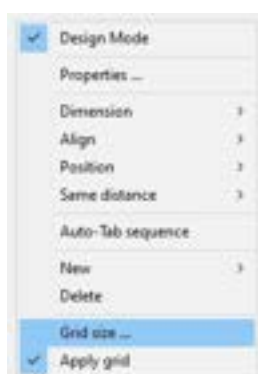 Design Mode
Properties ...
Dimension
Align
Position
Same distance
Auto-Tab sequence
New
Delete
Grid size ...
Apply grid